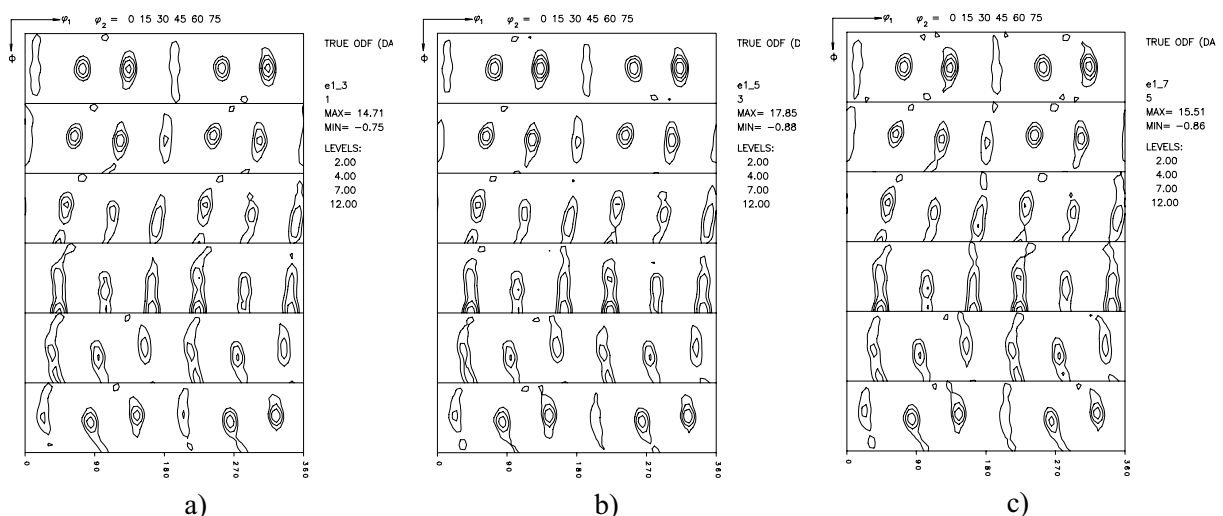 φ₁ φ₂ = 0 15 30 45 60 75
Φ
TRUE ODF (DA
e1_3
1
MAX= 14.71
MIN= −0.75
LEVELS:
2.00
4.00
7.00
12.00
0 90 180 270 360
a)
φ₁ φ₂ = 0 15 30 45 60 75
Φ
TRUE ODF (D
e1_5
3
MAX= 17.85
MIN= −0.88
LEVELS:
2.00
4.00
7.00
12.00
0 90 180 270 360
b)
φ₁ φ₂ = 0 15 30 45 60 75
Φ
TRUE ODF (DA
e1_7
5
MAX= 15.51
MIN= −0.86
LEVELS:
2.00
4.00
7.00
12.00
0 90 180 270 360
c)